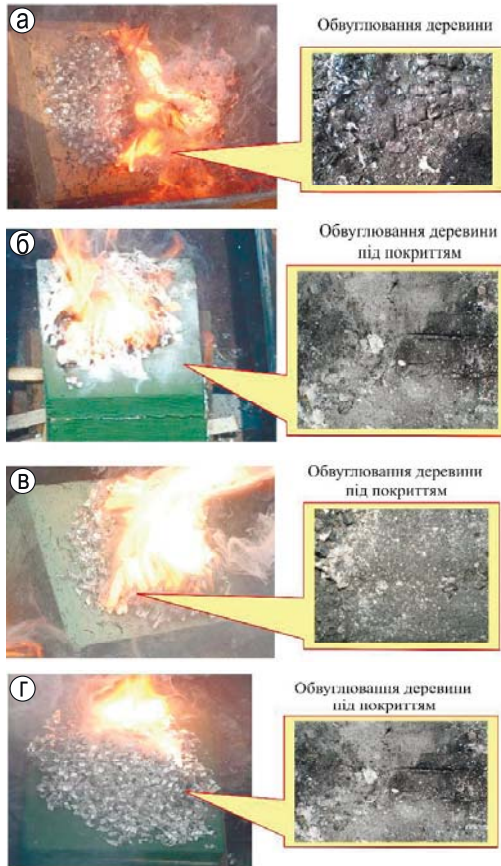 а
Обвуглювання деревини
б
Обвуглювання деревини
під покриттям
в
Обвуглювання деревини
під покриттям
г
Обвуглювання деревини
під покриттям